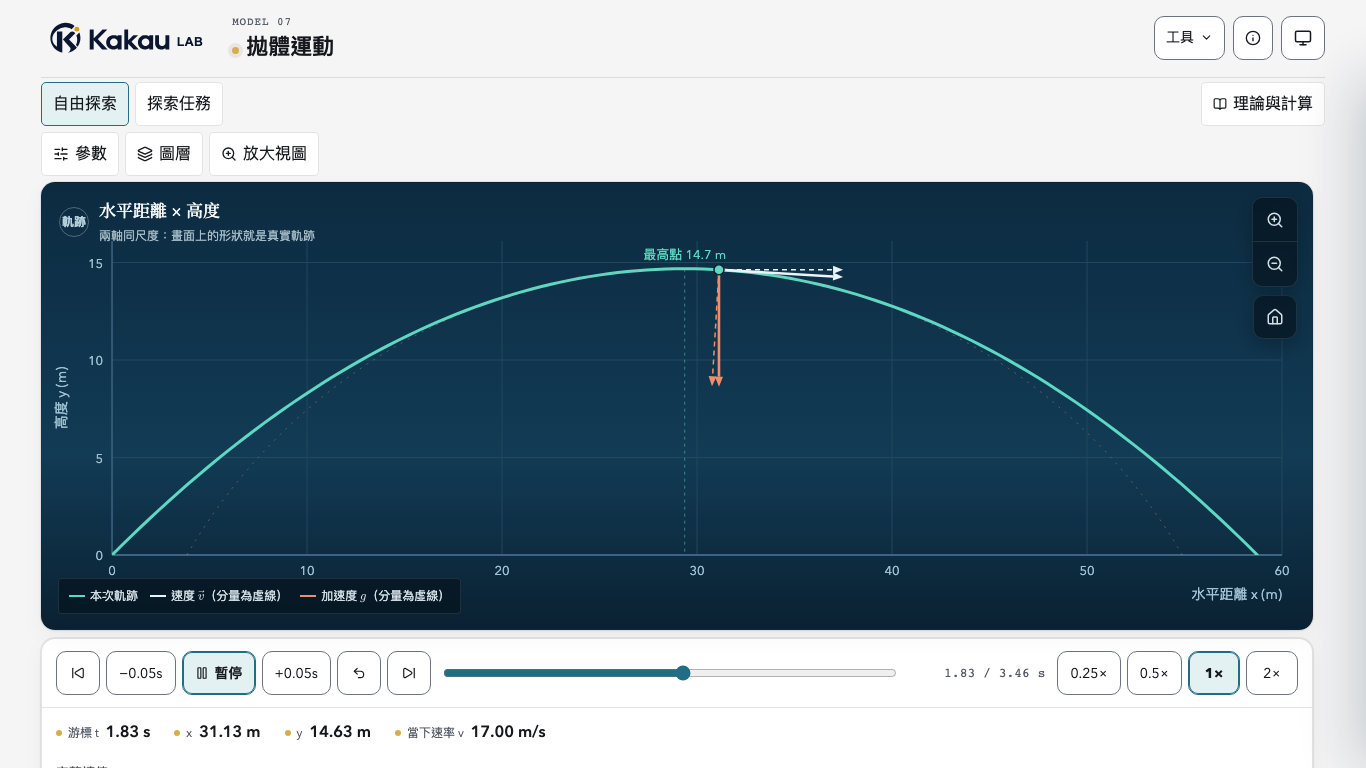 Kakau LAB
MODEL 07
拋體運動
工具
自由探索
探索任務
理論與計算
參數
圖層
放大視圖
軌跡
水平距離 × 高度
兩軸同尺度：畫面上的形狀就是真實軌跡
最高點 14.7 m
15
10
5
0
高度 y (m)
0
10
20
30
40
50
60
水平距離 x (m)
本次軌跡
速度 v⃗（分量為虛線）
加速度 g（分量為虛線）
−0.05s
暫停
+0.05s
1.83 / 3.46 s
0.25×
0.5×
1×
2×
游標 t 1.83 s
x 31.13 m
y 14.63 m
當下速率 v 17.00 m/s